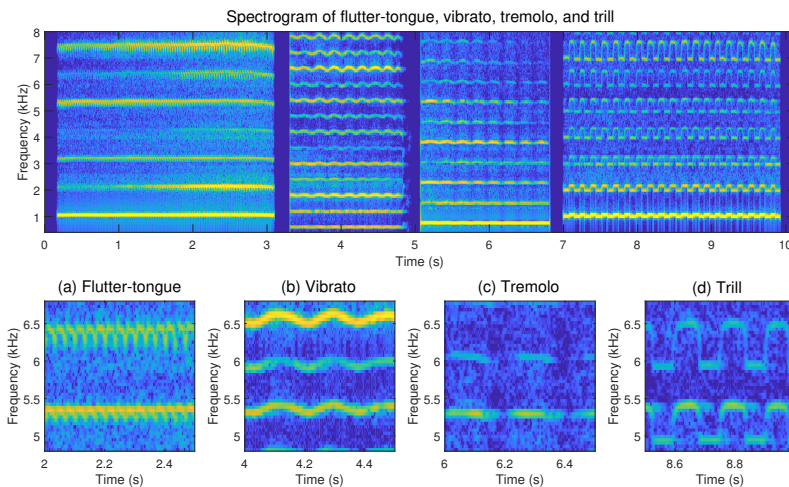 Spectrogram of flutter-tongue, vibrato, tremolo, and trill
Frequency (kHz)
8
7
6
5
4
3
2
1
0 1 2 3 4 5 6 7 8 9 10
Time (s)
(a) Flutter-tongue
Frequency (kHz)
6.5
6
5.5
5
2 2.2 2.4
Time (s)
(b) Vibrato
Frequency (kHz)
6.5
6
5.5
5
4 4.2 4.4
Time (s)
(c) Tremolo
Frequency (kHz)
6.5
6
5.5
5
6 6.2 6.4
Time (s)
(d) Trill
Frequency (kHz)
6.5
6
5.5
5
8.6 8.8
Time (s)